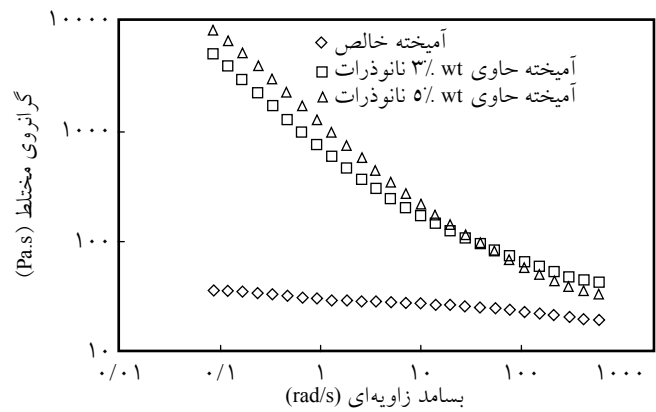 ۱۰۰۰۰
◇ آمیخته خالص
□ آمیخته حاوی wt ٪۳ نانوذرات
△ آمیخته حاوی wt ٪۵ نانوذرات
۱۰۰۰
۱۰۰
۱۰
گرانروی مختلط (Pa.s)
۰/۰۱ ۰/۱ ۱ ۱۰ ۱۰۰ ۱۰۰۰
بسامد زاویه‌ای (rad/s)